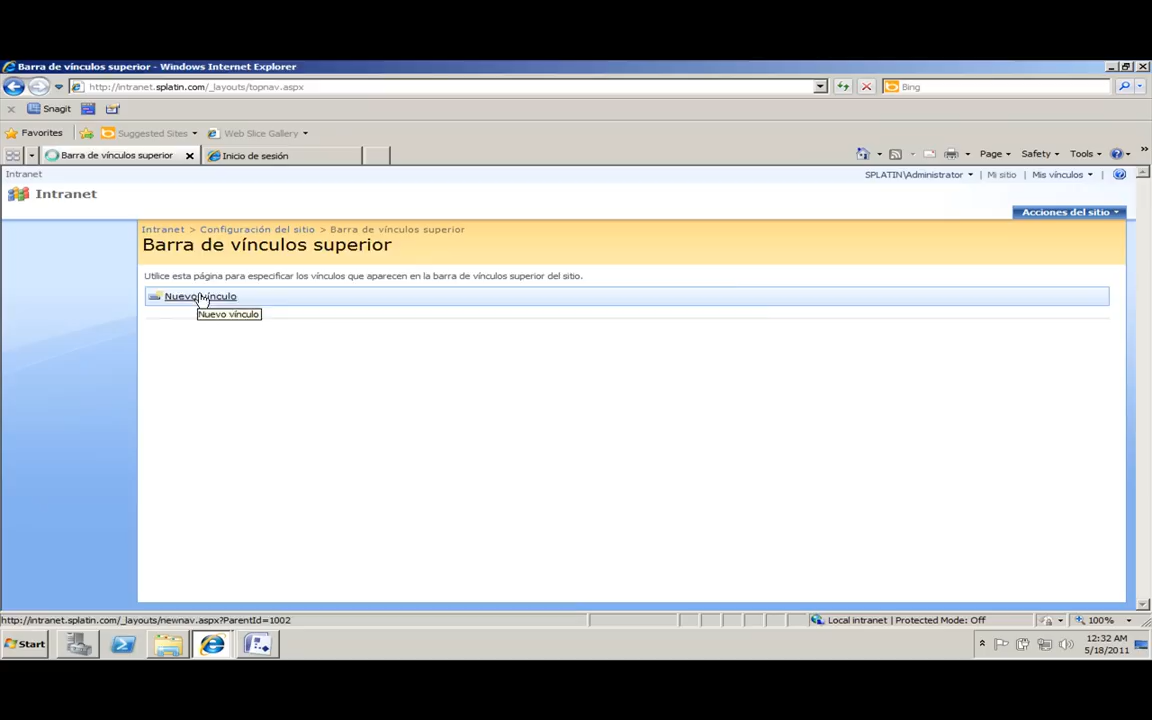 Barra de vínculos superior - Windows Internet Explorer
http://intranet.splatin.com/_layouts/topnav.aspx
Bing
Snagit
Favorites
Suggested Sites
Web Slice Gallery
Barra de vínculos superior
Inicio de sesión
Page
Safety
Tools
Intranet
SPLATIN\Administrator
Mi sitio
Mis vínculos
Intranet
Acciones del sitio
Intranet > Configuración del sitio > Barra de vínculos superior
Barra de vínculos superior
Utilice esta página para especificar los vínculos que aparecen en la barra de vínculos superior del sitio.
Nuevo vínculo
Nuevo vínculo
http://intranet.splatin.com/_layouts/newnav.aspx?ParentId=1002
Local intranet | Protected Mode: Off
100%
Start
12:32 AM
5/18/2011